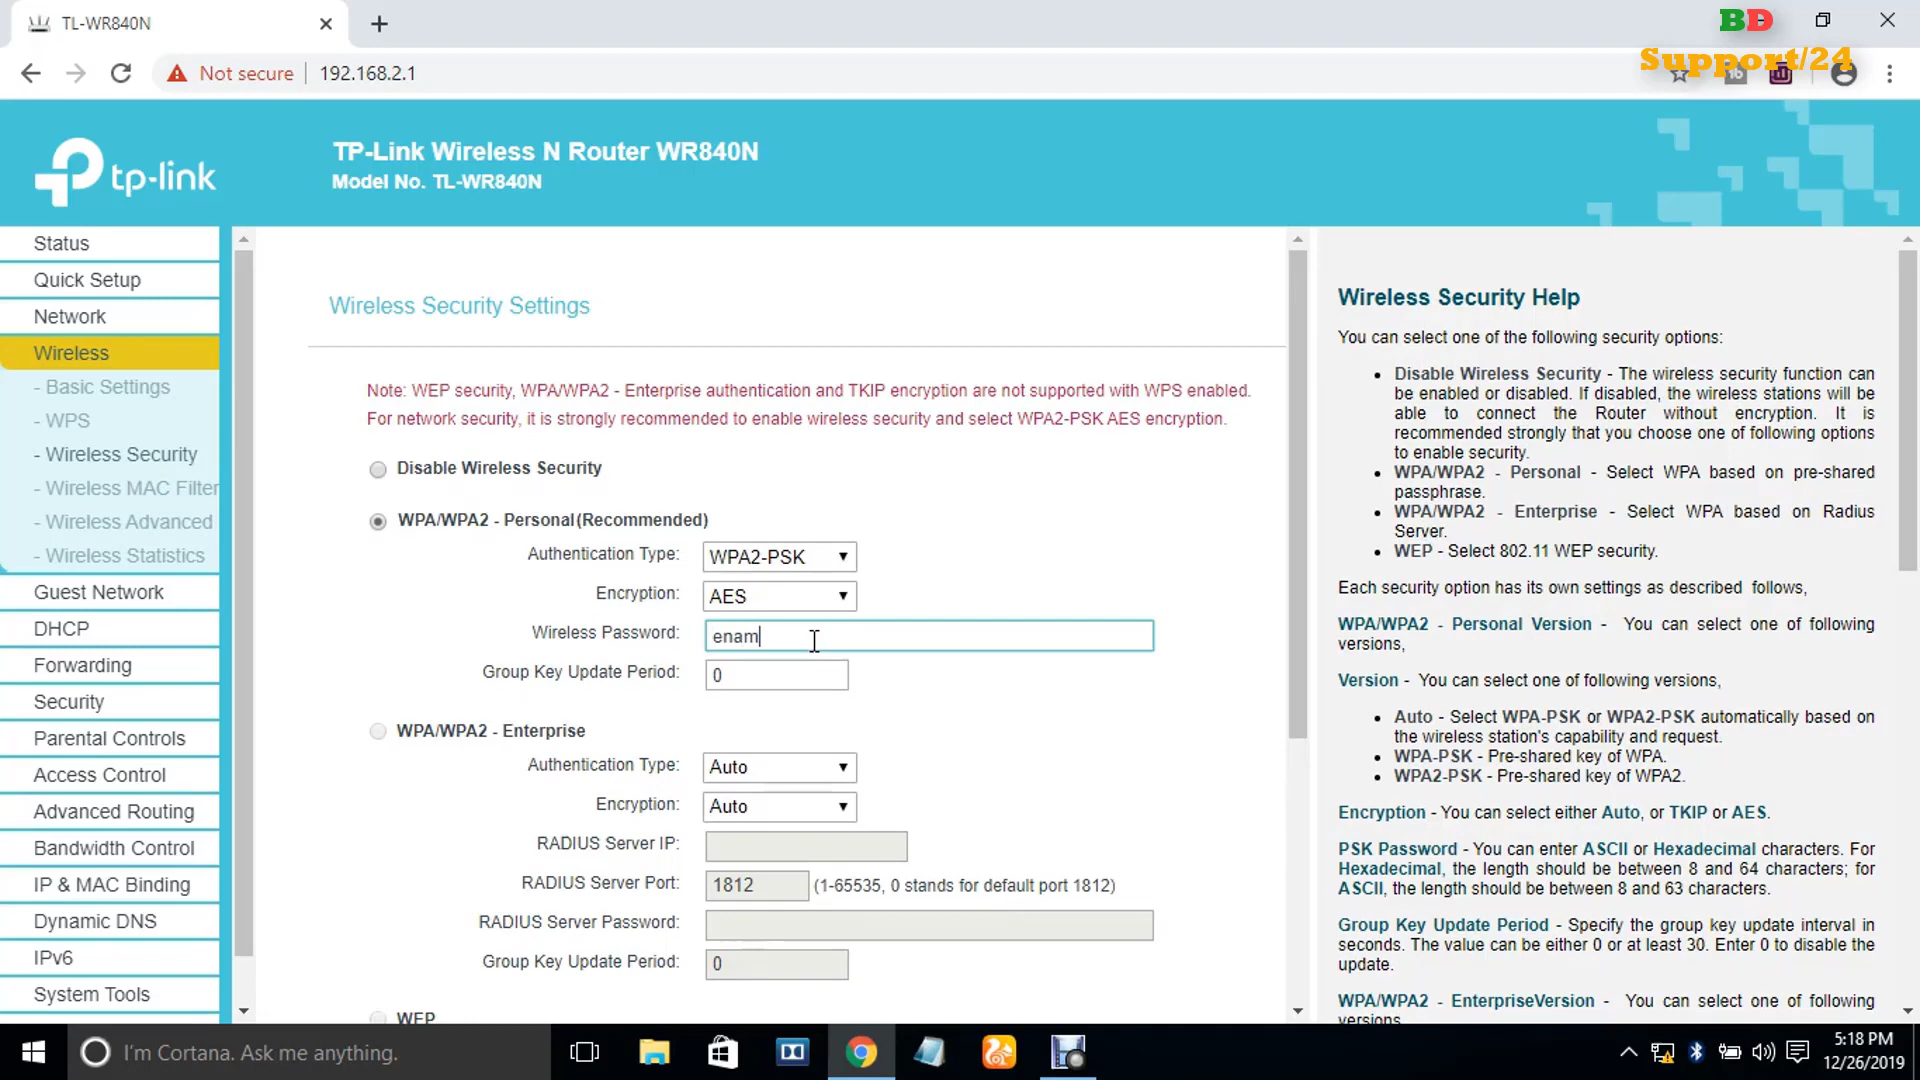 TL-WR840N
BD
Support/24
Not secure
192.168.2.1
tp-link
TP-Link Wireless N Router WR840N
Model No. TL-WR840N
Status
Quick Setup
Network
Wireless
- Basic Settings
- WPS
- Wireless Security
- Wireless MAC Filter
- Wireless Advanced
- Wireless Statistics
Guest Network
DHCP
Forwarding
Security
Parental Controls
Access Control
Advanced Routing
Bandwidth Control
IP & MAC Binding
Dynamic DNS
IPv6
System Tools
Wireless Security Settings
Note: WEP security, WPA/WPA2 - Enterprise authentication and TKIP encryption are not supported with WPS enabled.
For network security, it is strongly recommended to enable wireless security and select WPA2-PSK AES encryption.
Disable Wireless Security
WPA/WPA2 - Personal(Recommended)
Authentication Type: WPA2-PSK
Encryption: AES
Wireless Password: enam
Group Key Update Period: 0
WPA/WPA2 - Enterprise
Authentication Type: Auto
Encryption: Auto
RADIUS Server IP:
RADIUS Server Port: 1812 (1-65535, 0 stands for default port 1812)
RADIUS Server Password:
Group Key Update Period: 0
WEP
Wireless Security Help
You can select one of the following security options:
Disable Wireless Security - The wireless security function can
be enabled or disabled. If disabled, the wireless stations will be
able to connect the Router without encryption. It is
recommended strongly that you choose one of following options
to enable security.
WPA/WPA2 - Personal - Select WPA based on pre-shared
passphrase.
WPA/WPA2 - Enterprise - Select WPA based on Radius
Server.
WEP - Select 802.11 WEP security.
Each security option has its own settings as described follows,
WPA/WPA2 - Personal Version - You can select one of following
versions,
Version - You can select one of following versions,
Auto - Select WPA-PSK or WPA2-PSK automatically based on
the wireless station's capability and request.
WPA-PSK - Pre-shared key of WPA.
WPA2-PSK - Pre-shared key of WPA2.
Encryption - You can select either Auto, or TKIP or AES.
PSK Password - You can enter ASCII or Hexadecimal characters. For
Hexadecimal, the length should be between 8 and 64 characters; for
ASCII, the length should be between 8 and 63 characters.
Group Key Update Period - Specify the group key update interval in
seconds. The value can be either 0 or at least 30. Enter 0 to disable the
update.
WPA/WPA2 - EnterpriseVersion - You can select one of following
versions
I'm Cortana. Ask me anything.
5:18 PM
12/26/2019